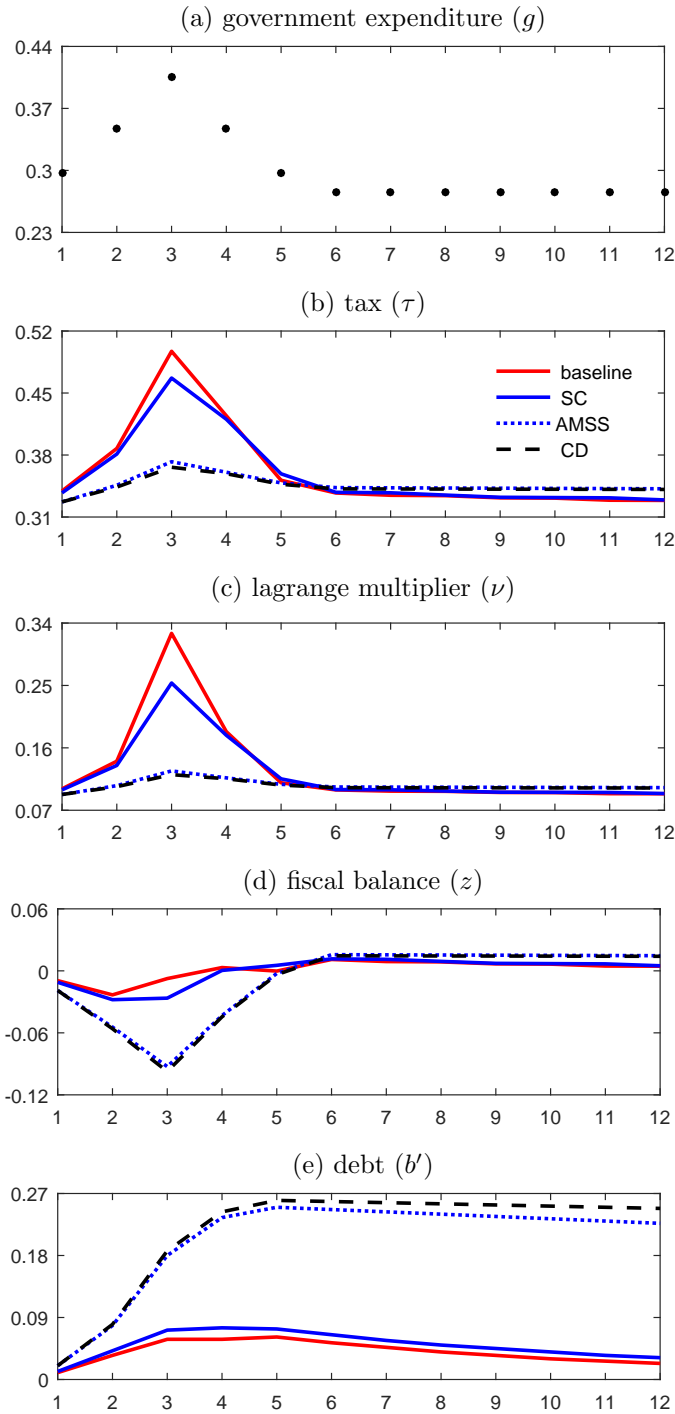 (a) government expenditure (g)
0.44
0.37
0.3
0.23
1 2 3 4 5 6 7 8 9 10 11 12
(b) tax (τ)
0.52
0.45
0.38
0.31
baseline
SC
AMSS
CD
1 2 3 4 5 6 7 8 9 10 11 12
(c) lagrange multiplier (ν)
0.34
0.25
0.16
0.07
1 2 3 4 5 6 7 8 9 10 11 12
(d) fiscal balance (z)
0.06
0
-0.06
-0.12
1 2 3 4 5 6 7 8 9 10 11 12
(e) debt (b′)
0.27
0.18
0.09
0
1 2 3 4 5 6 7 8 9 10 11 12